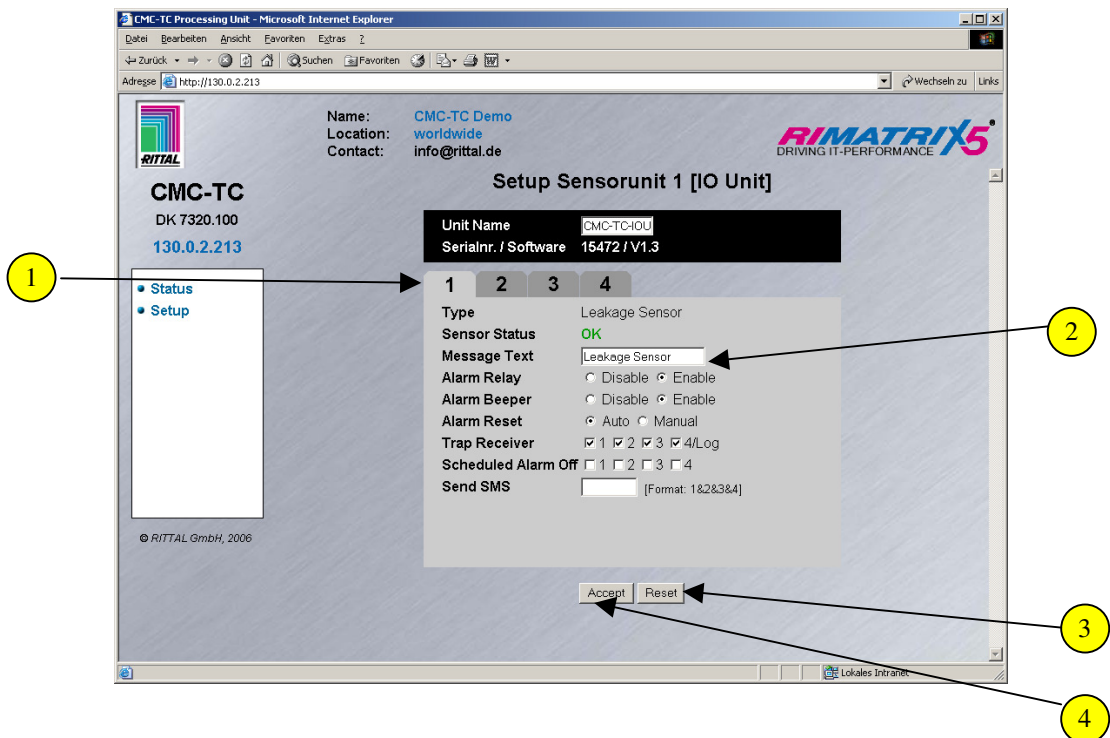 CMC-TC Processing Unit - Microsoft Internet Explorer
Datei Bearbeiten Ansicht Favoriten Extras ?
Zurück Suchen Favoriten
Adresse http://130.0.2.213 Wechseln zu Links
RITTAL
Name: CMC-TC Demo
Location: worldwide
Contact: info@rittal.de
RIMATRIX5
DRIVING IT-PERFORMANCE
CMC-TC
DK 7320.100
130.0.2.213
Status
Setup
© RITTAL GmbH, 2006
Setup Sensorunit 1 [IO Unit]
Unit Name CMC-TC-IOU
Serialnr. / Software 15472 / V1.3
1 2 3 4
Type Leakage Sensor
Sensor Status OK
Message Text Leakage Sensor
Alarm Relay Disable Enable
Alarm Beeper Disable Enable
Alarm Reset Auto Manual
Trap Receiver 1 2 3 4/Log
Scheduled Alarm Off 1 2 3 4
Send SMS [Format: 1&2&3&4]
Accept Reset
Lokales Intranet
1
2
3
4